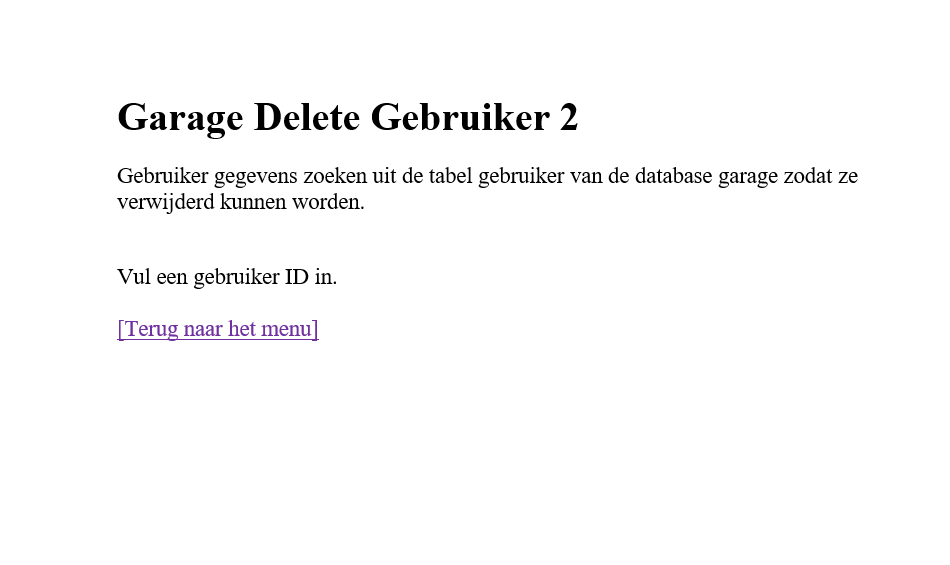 Garage Delete Gebruiker 2
Gebruiker gegevens zoeken uit de tabel gebruiker van de database garage zodat ze
verwijderd kunnen worden.
Vul een gebruiker ID in.
[Terug naar het menu]